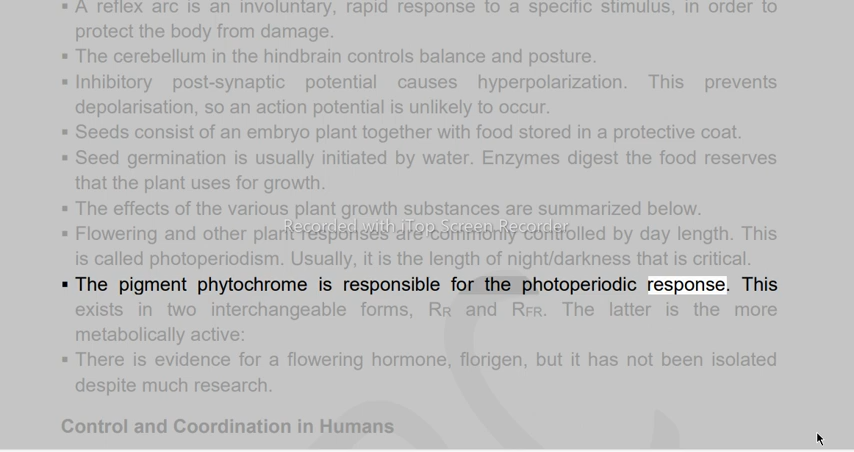 ▪ A reflex arc is an involuntary, rapid response to a specific stimulus, in order to
protect the body from damage.
▪ The cerebellum in the hindbrain controls balance and posture.
▪ Inhibitory post-synaptic potential causes hyperpolarization. This prevents
depolarisation, so an action potential is unlikely to occur.
▪ Seeds consist of an embryo plant together with food stored in a protective coat.
▪ Seed germination is usually initiated by water. Enzymes digest the food reserves
that the plant uses for growth.
▪ The effects of the various plant growth substances are summarized below.
Recorded with iTop Screen Recorder
▪ Flowering and other plant responses are commonly controlled by day length. This
is called photoperiodism. Usually, it is the length of night/darkness that is critical.
▪ The pigment phytochrome is responsible for the photoperiodic response. This
exists in two interchangeable forms, RR and RFR. The latter is the more
metabolically active:
▪ There is evidence for a flowering hormone, florigen, but it has not been isolated
despite much research.
Control and Coordination in Humans